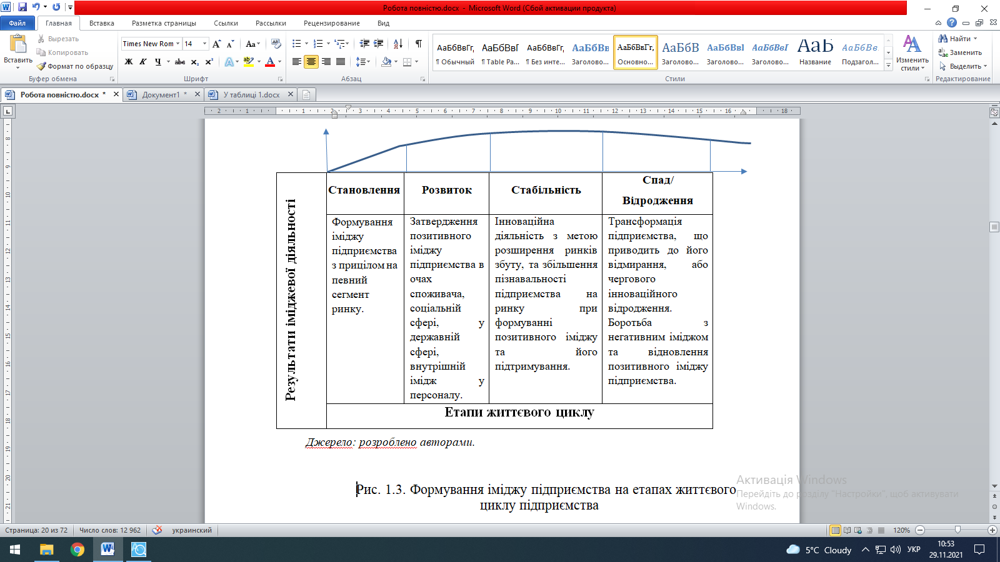 Робота повністю.docx - Microsoft Word (Сбой активации продукта)
Файл Главная Вставка Разметка страницы Ссылки Рассылки Рецензирование Вид
Вставить
Вырезать
Копировать
Формат по образцу
Буфер обмена
Times New Rom 14
Ж К Ч abc x₂ x²
Шрифт
Абзац
АаБбВвГг, АаБбВвГг АаБбВвГг, АаБбВв АаБбВвГг, АаБбВ АаБбВвІ АаБбВвГ АаЬ АаБбВв.
¶ Обычный ¶ Table Pa... ¶ Без инте... Заголово... Основно... Заголово... Заголово... Заголово... Название Подзагол...
Стили
Изменить
стили
Найти
Заменить
Выделить
Редактирование
Робота повністю.docx *
Документ1 *
У таблиці 1.docx
Результати іміджевої діяльності
Становлення
Розвиток
Стабільність
Спад/
Відродження
Формування
іміджу
підприємства
з прицілом на
певний
сегмент
ринку.
Затвердження
позитивного
іміджу
підприємства в
очах
споживача,
соціальній
сфері, у
державній
сфері,
внутрішній
імідж у
персоналу.
Інноваційна
діяльність з метою
розширення ринків
збуту, та збільшення
пізнавальності
підприємства на
ринку при
формуванні
позитивного іміджу
та його
підтримування.
Трансформація
підприємства, що
приводить до його
відмирання, або
чергового
інноваційного
відродження.
Боротьба з
негативним іміджом
та відновлення
позитивного іміджу
підприємства.
Етапи життєвого циклу
Джерело: розроблено авторами.
Рис. 1.3. Формування іміджу підприємства на етапах життєвого
циклу підприємства
Активація Windows
Перейдіть до розділу "Настройки", щоб активувати
Windows.
Страница: 20 из 72 Число слов: 12 962 украинский 120%
5°C Cloudy УКР 10:53
29.11.2021